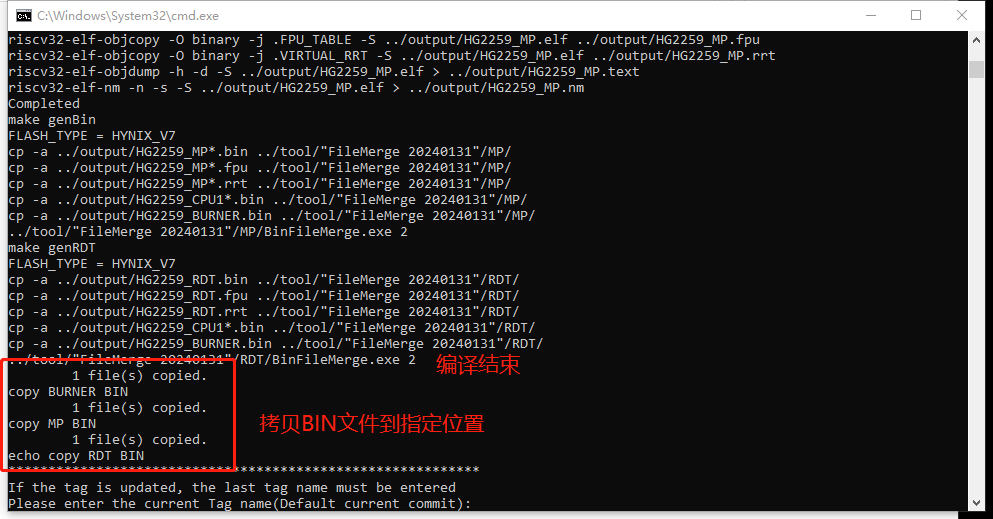 C:\Windows\System32\cmd.exe
riscv32-elf-objcopy -O binary -j .FPU_TABLE -S ../output/HG2259_MP.elf ../output/HG2259_MP.fpu
riscv32-elf-objcopy -O binary -j .VIRTUAL_RRT -S ../output/HG2259_MP.elf ../output/HG2259_MP.rrt
riscv32-elf-objdump -h -d -S ../output/HG2259_MP.elf > ../output/HG2259_MP.text
riscv32-elf-nm -n -s -S ../output/HG2259_MP.elf > ../output/HG2259_MP.nm
Completed
make genBin
FLASH_TYPE = HYNIX_V7
cp -a ../output/HG2259_MP*.bin ../tool/"FileMerge 20240131"/MP/
cp -a ../output/HG2259_MP*.fpu ../tool/"FileMerge 20240131"/MP/
cp -a ../output/HG2259_MP*.rrt ../tool/"FileMerge 20240131"/MP/
cp -a ../output/HG2259_CPU1*.bin ../tool/"FileMerge 20240131"/MP/
cp -a ../output/HG2259_BURNER.bin ../tool/"FileMerge 20240131"/MP/
../tool/"FileMerge 20240131"/MP/BinFileMerge.exe 2
make genRDT
FLASH_TYPE = HYNIX_V7
cp -a ../output/HG2259_RDT.bin ../tool/"FileMerge 20240131"/RDT/
cp -a ../output/HG2259_RDT.fpu ../tool/"FileMerge 20240131"/RDT/
cp -a ../output/HG2259_RDT.rrt ../tool/"FileMerge 20240131"/RDT/
cp -a ../output/HG2259_CPU1*.bin ../tool/"FileMerge 20240131"/RDT/
cp -a ../output/HG2259_BURNER.bin ../tool/"FileMerge 20240131"/RDT/
../tool/"FileMerge 20240131"/RDT/BinFileMerge.exe 2
编译结束
1 file(s) copied.
copy BURNER BIN
1 file(s) copied.
copy MP BIN
拷贝BIN文件到指定位置
1 file(s) copied.
echo copy RDT BIN
***********************************************************
If the tag is updated, the last tag name must be entered
Please enter the current Tag name(Default current commit):